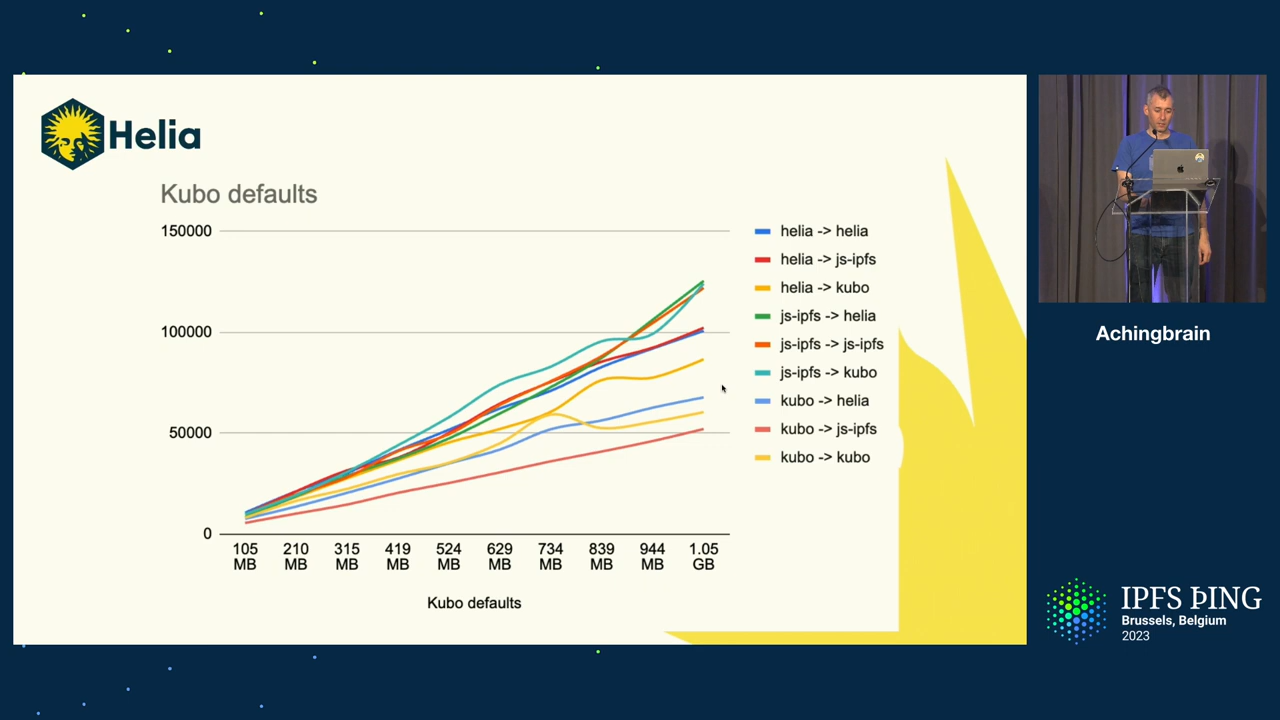 Helia
Kubo defaults
150000
100000
50000
0
105 MB
210 MB
315 MB
419 MB
524 MB
629 MB
734 MB
839 MB
944 MB
1.05 GB
Kubo defaults
helia -> helia
helia -> js-ipfs
helia -> kubo
js-ipfs -> helia
js-ipfs -> js-ipfs
js-ipfs -> kubo
kubo -> helia
kubo -> js-ipfs
kubo -> kubo
Achingbrain
IPFS ÞING
Brussels, Belgium
2023